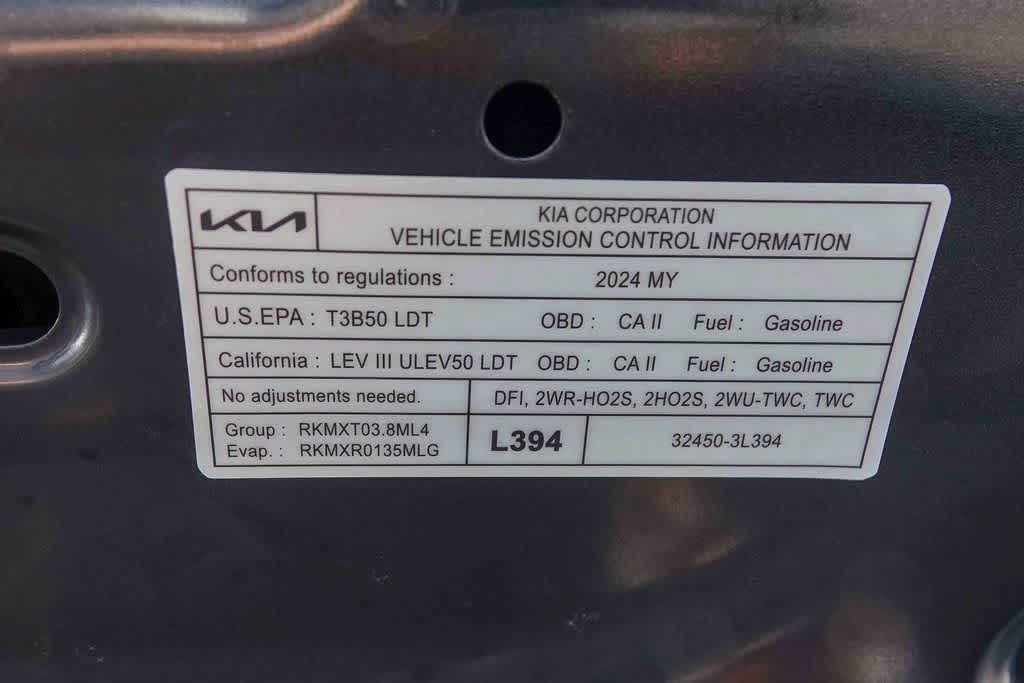 KIA
KIA CORPORATION
VEHICLE EMISSION CONTROL INFORMATION
Conforms to regulations : 2024 MY
U.S.EPA : T3B50 LDT OBD : CA II Fuel : Gasoline
California : LEV III ULEV50 LDT OBD : CA II Fuel : Gasoline
No adjustments needed. DFI, 2WR-HO2S, 2HO2S, 2WU-TWC, TWC
Group : RKMXT03.8ML4
Evap. : RKMXR0135MLG
L394
32450-3L394